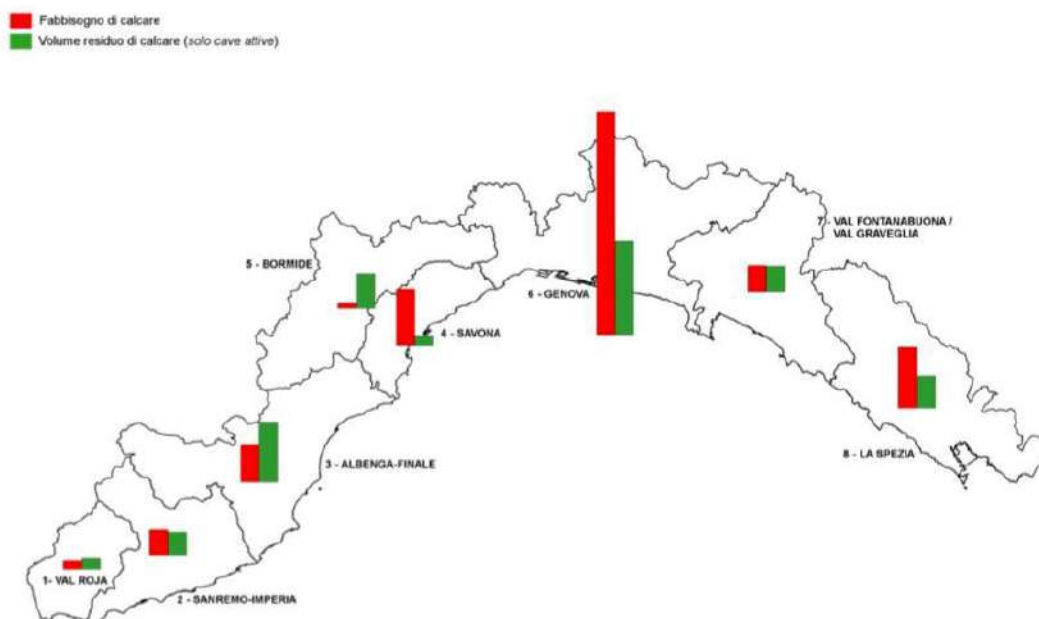 Fabbisogno di calcare
Volume residuo di calcare (solo cave attive)
7 - VAL FONTANABUONA /
VAL GRAVEGLIA
5 - BORMIDE
6 - GENOVA
4 - SAVONA
8 - LA SPEZIA
3 - ALBENGA-FINALE
1- VAL ROJA
2 - SANREMO-IMPERIA